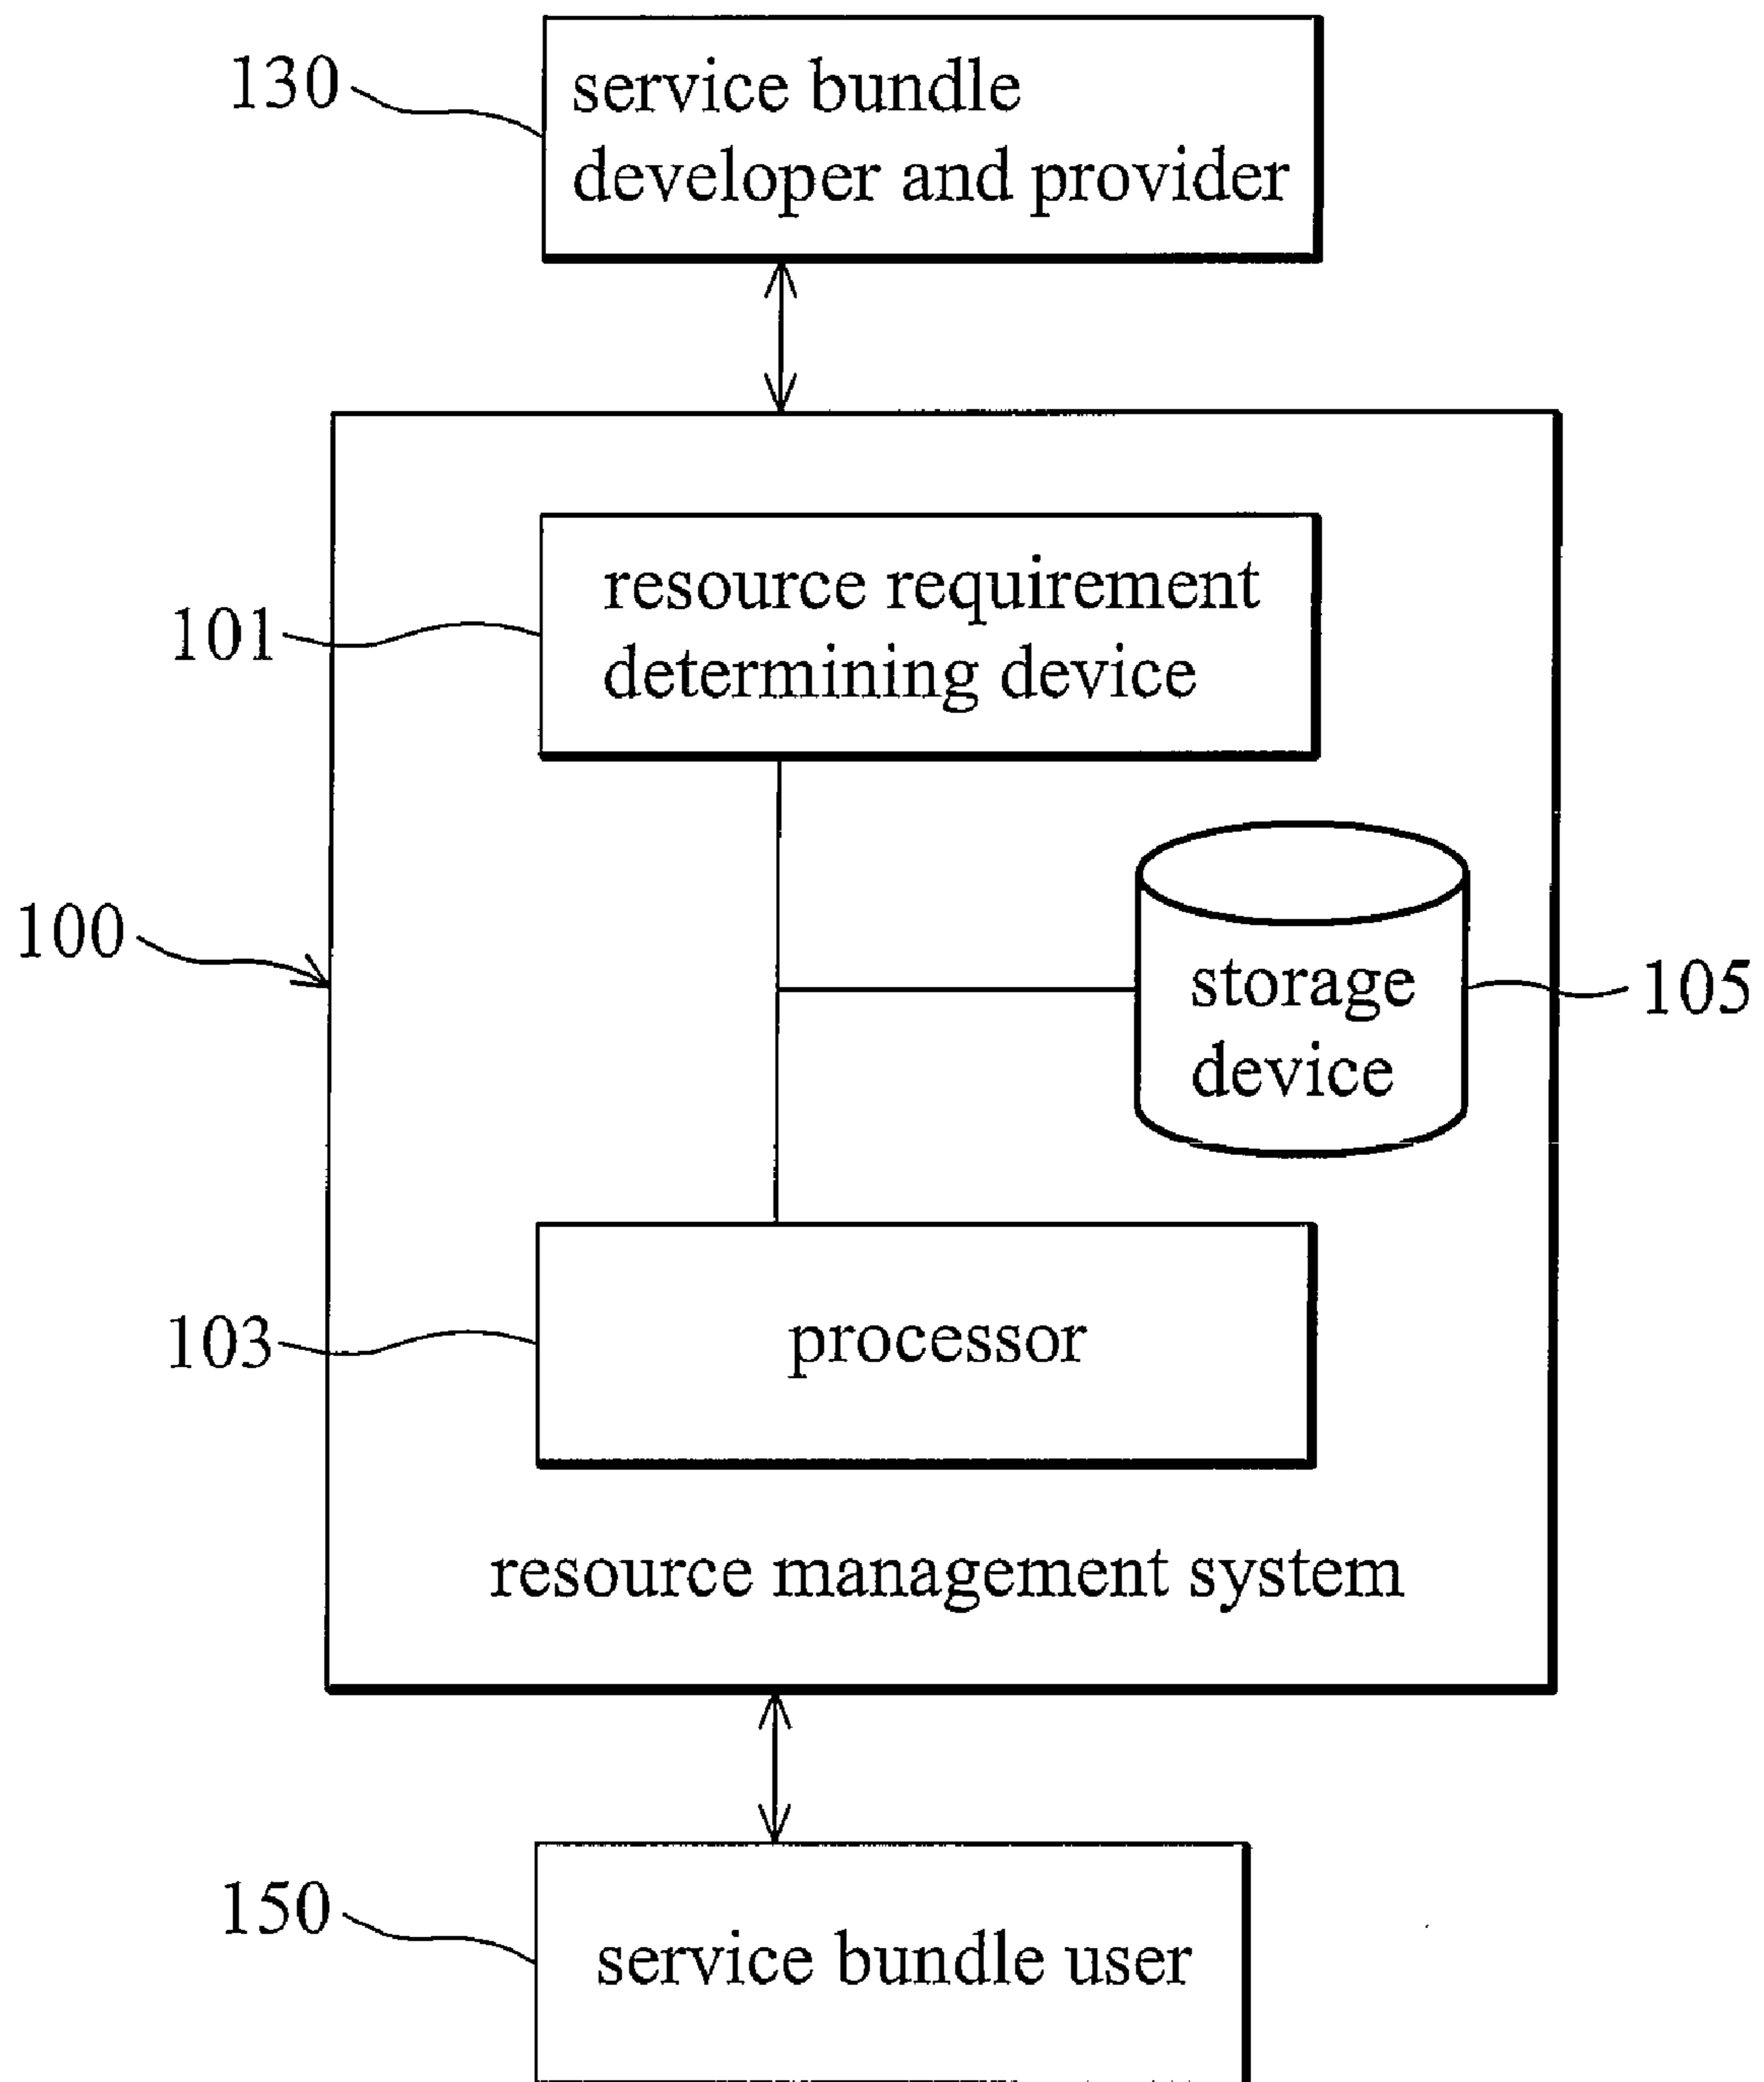 130
service bundle
developer and provider
101
resource requirement
determining device
100
storage
device
105
103
processor
resource management system
150
service bundle user